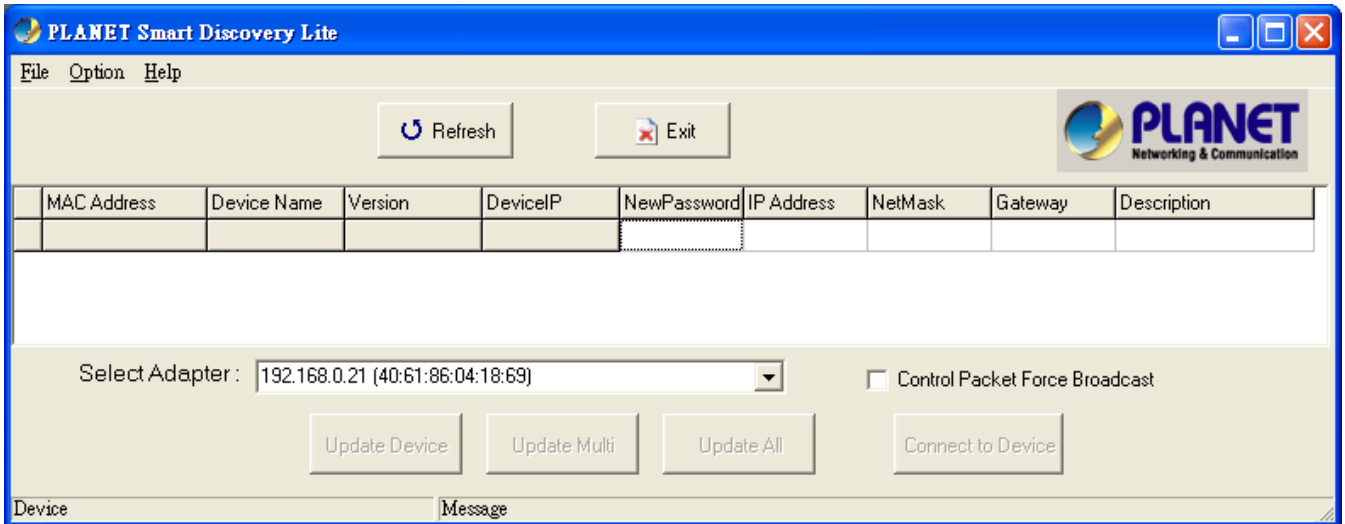 PLANET Smart Discovery Lite
File Option Help
Refresh Exit
PLANET
Networking & Communication
MAC Address Device Name Version DeviceIP NewPassword IP Address NetMask Gateway Description
Select Adapter : 192.168.0.21 (40:61:86:04:18:69) Control Packet Force Broadcast
Update Device Update Multi Update All Connect to Device
Device Message